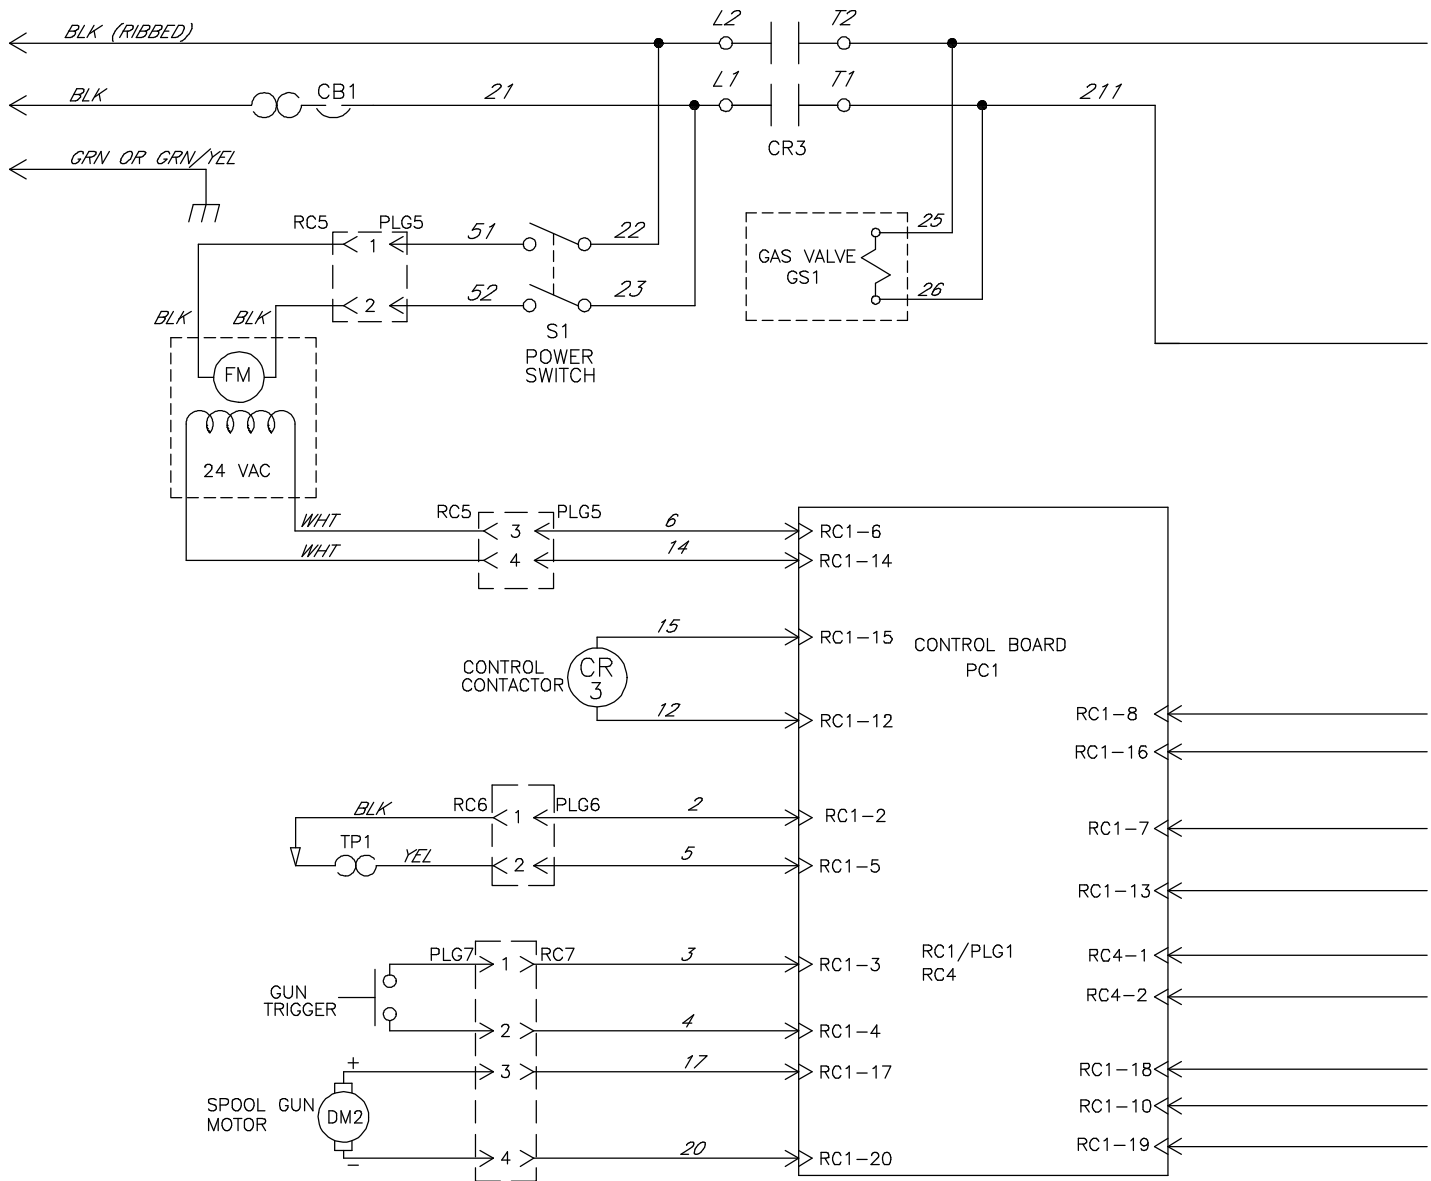 BLK (RIBBED)
L2
T2
BLK
CB1
21
L1
T1
211
CR3
GRN OR GRN/YEL
RC5
PLG5
1
51
22
25
GAS VALVE
GS1
26
2
52
23
BLK
BLK
S1
POWER
SWITCH
FM
24 VAC
RC5
PLG5
WHT
3
6
RC1-6
WHT
4
14
RC1-14
15
RC1-15
CONTROL BOARD
PC1
CONTROL
CONTACTOR
CR
3
12
RC1-12
RC1-8
RC1-16
BLK
RC6
1
PLG6
2
RC1-2
RC1-7
TP1
YEL
2
5
RC1-5
RC1-13
PLG7
1
RC7
3
RC1-3
RC1/PLG1
RC4
RC4-1
RC4-2
GUN
TRIGGER
2
4
RC1-4
+
3
17
RC1-17
RC1-18
SPOOL GUN
MOTOR
DM2
RC1-10
-
4
20
RC1-20
RC1-19